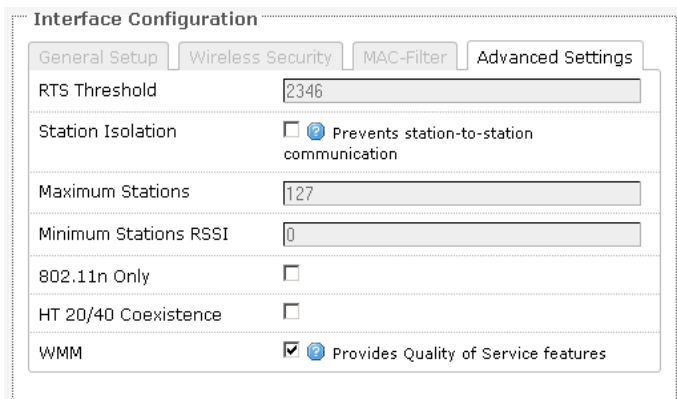 Interface Configuration
General Setup Wireless Security MAC-Filter Advanced Settings
RTS Threshold 2346
Station Isolation ? Prevents station-to-station
communication
Maximum Stations 127
Minimum Stations RSSI 0
802.11n Only
HT 20/40 Coexistence
WMM ? Provides Quality of Service features